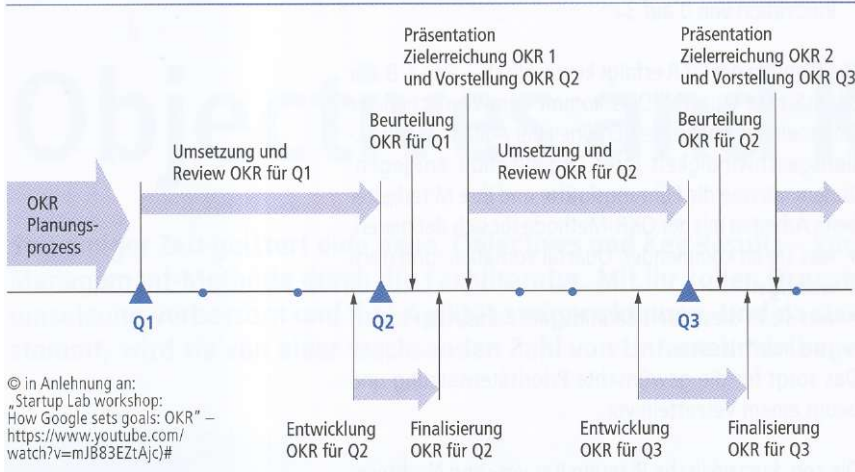 Präsentation
Zielerreichung OKR 1
und Vorstellung OKR Q2
Präsentation
Zielerreichung OKR 2
und Vorstellung OKR Q3
Beurteilung
OKR für Q1
Beurteilung
OKR für Q2
Umsetzung und
Review OKR für Q1
Umsetzung und
Review OKR für Q2
OKR
Planungs-
prozess
Q1
Q2
Q3
© in Anlehnung an:
„Startup Lab workshop:
How Google sets goals: OKR" –
https://www.youtube.com/
watch?v=mJB83EZtAjc)#
Entwicklung
OKR für Q2
Finalisierung
OKR für Q2
Entwicklung
OKR für Q3
Finalisierung
OKR für Q3